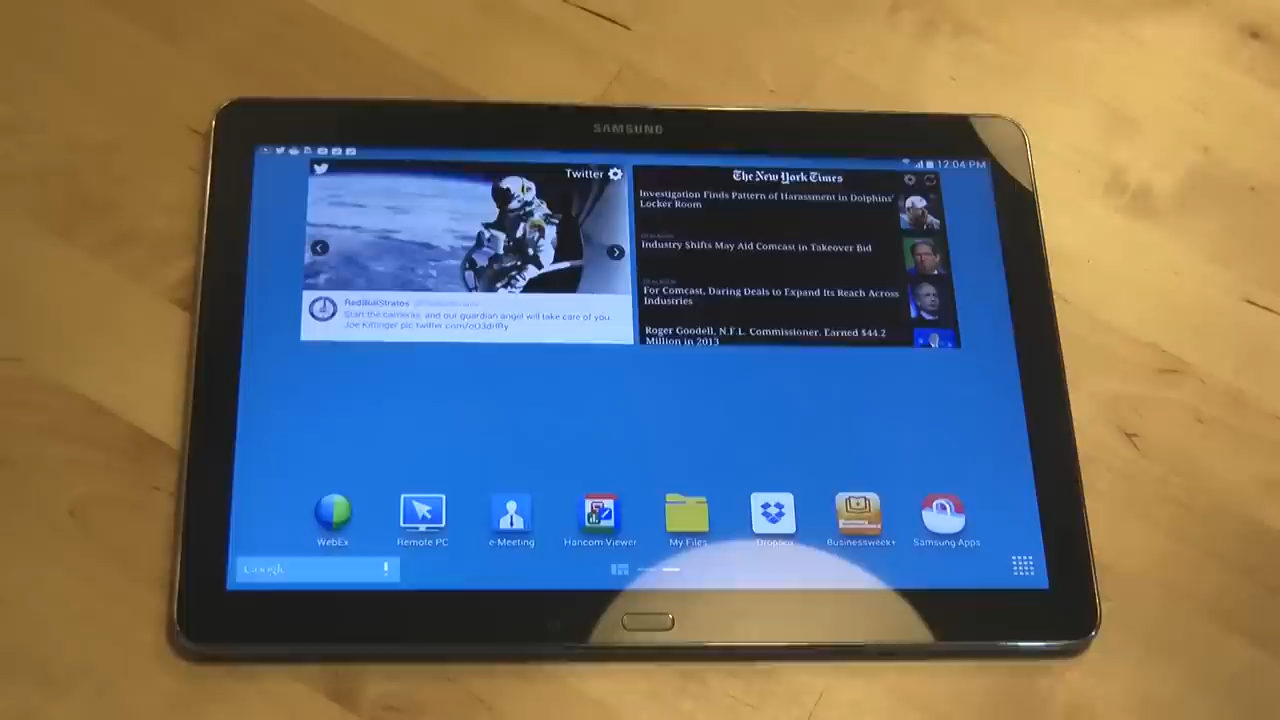 SAMSUNG
12:04 PM
Twitter
The New York Times
Investigation Finds Pattern of Harassment in Dolphins'
Locker Room
Industry Shifts May Aid Comcast in Takeover Bid
For Comcast, Daring Deals to Expand Its Reach Across
Industries
Roger Goodell, N.F.L. Commissioner, Earned $44.2
Million in 2013
RedBullStratos
Start the cameras, and our guardian angel will take care of you.
Joe Kittinger pic.twitter.com/
WebEx
Remote PC
e-Meeting
Hancom Viewer
My Files
Dropbox
Businessweek+
Samsung Apps
Google